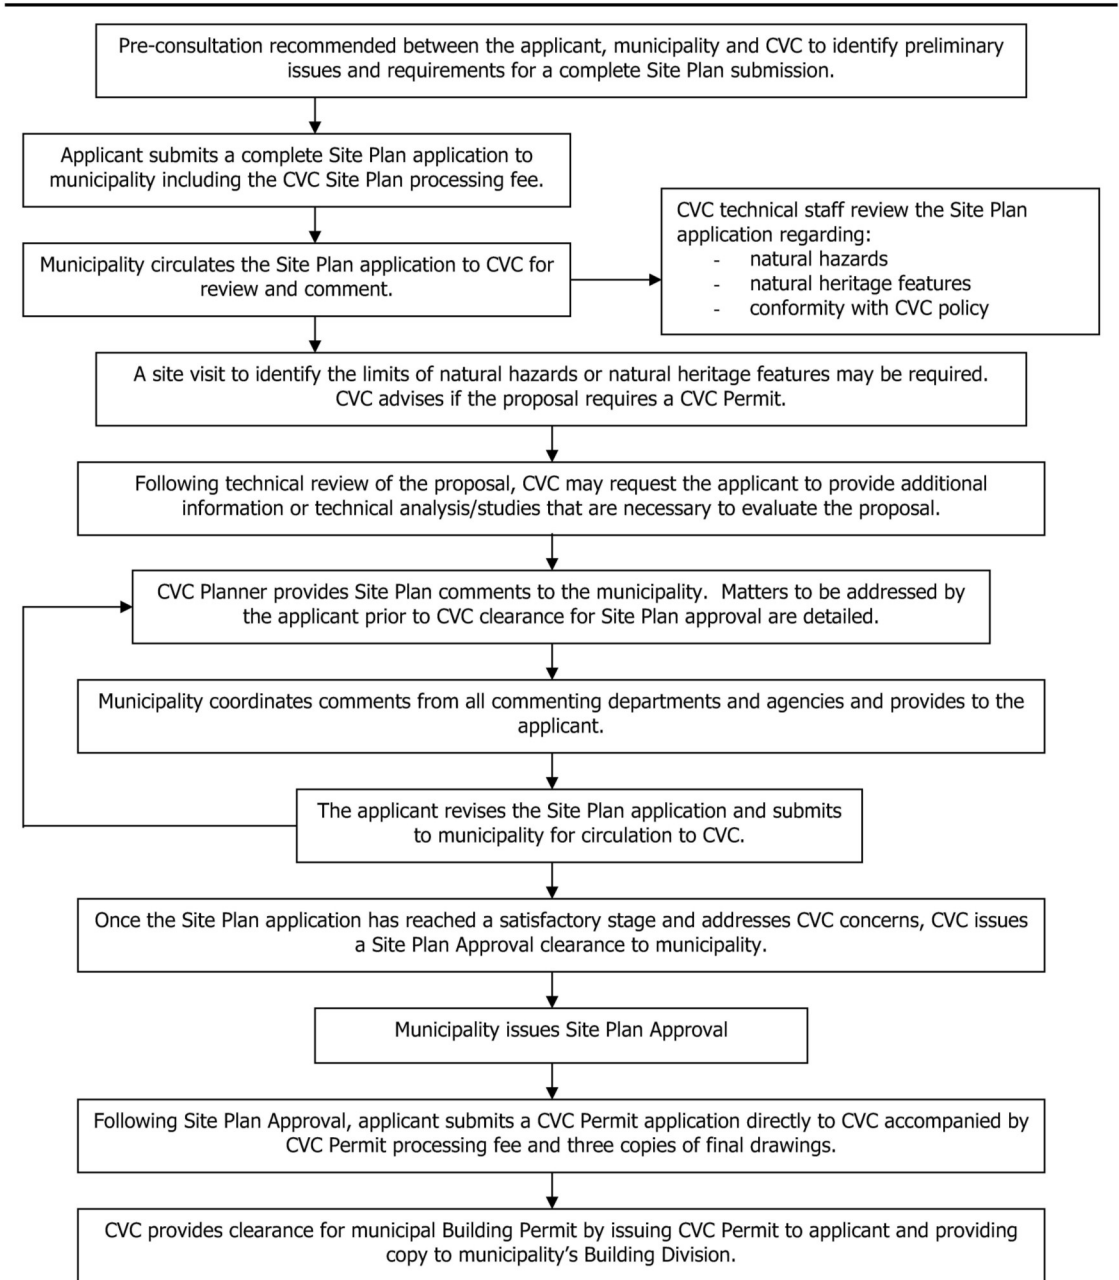 Pre-consultation recommended between the applicant, municipality and CVC to identify preliminary
issues and requirements for a complete Site Plan submission.
Applicant submits a complete Site Plan application to
municipality including the CVC Site Plan processing fee.
Municipality circulates the Site Plan application to CVC for
review and comment.
CVC technical staff review the Site Plan
application regarding:
- natural hazards
- natural heritage features
- conformity with CVC policy
A site visit to identify the limits of natural hazards or natural heritage features may be required.
CVC advises if the proposal requires a CVC Permit.
Following technical review of the proposal, CVC may request the applicant to provide additional
information or technical analysis/studies that are necessary to evaluate the proposal.
CVC Planner provides Site Plan comments to the municipality.  Matters to be addressed by
the applicant prior to CVC clearance for Site Plan approval are detailed.
Municipality coordinates comments from all commenting departments and agencies and provides to the
applicant.
The applicant revises the Site Plan application and submits
to municipality for circulation to CVC.
Once the Site Plan application has reached a satisfactory stage and addresses CVC concerns, CVC issues
a Site Plan Approval clearance to municipality.
Municipality issues Site Plan Approval
Following Site Plan Approval, applicant submits a CVC Permit application directly to CVC accompanied by
CVC Permit processing fee and three copies of final drawings.
CVC provides clearance for municipal Building Permit by issuing CVC Permit to applicant and providing
copy to municipality's Building Division.